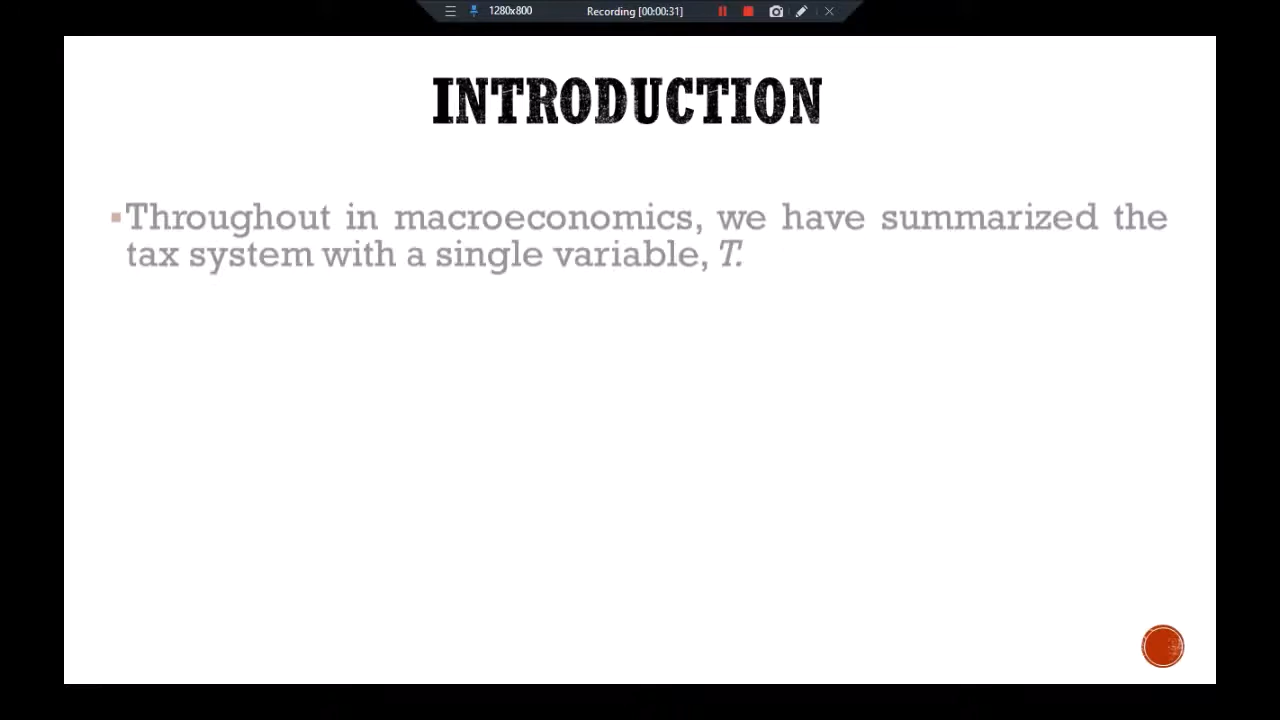 1280x800 Recording [00:00:31]
INTRODUCTION
Throughout in macroeconomics, we have summarized the
tax system with a single variable, T.